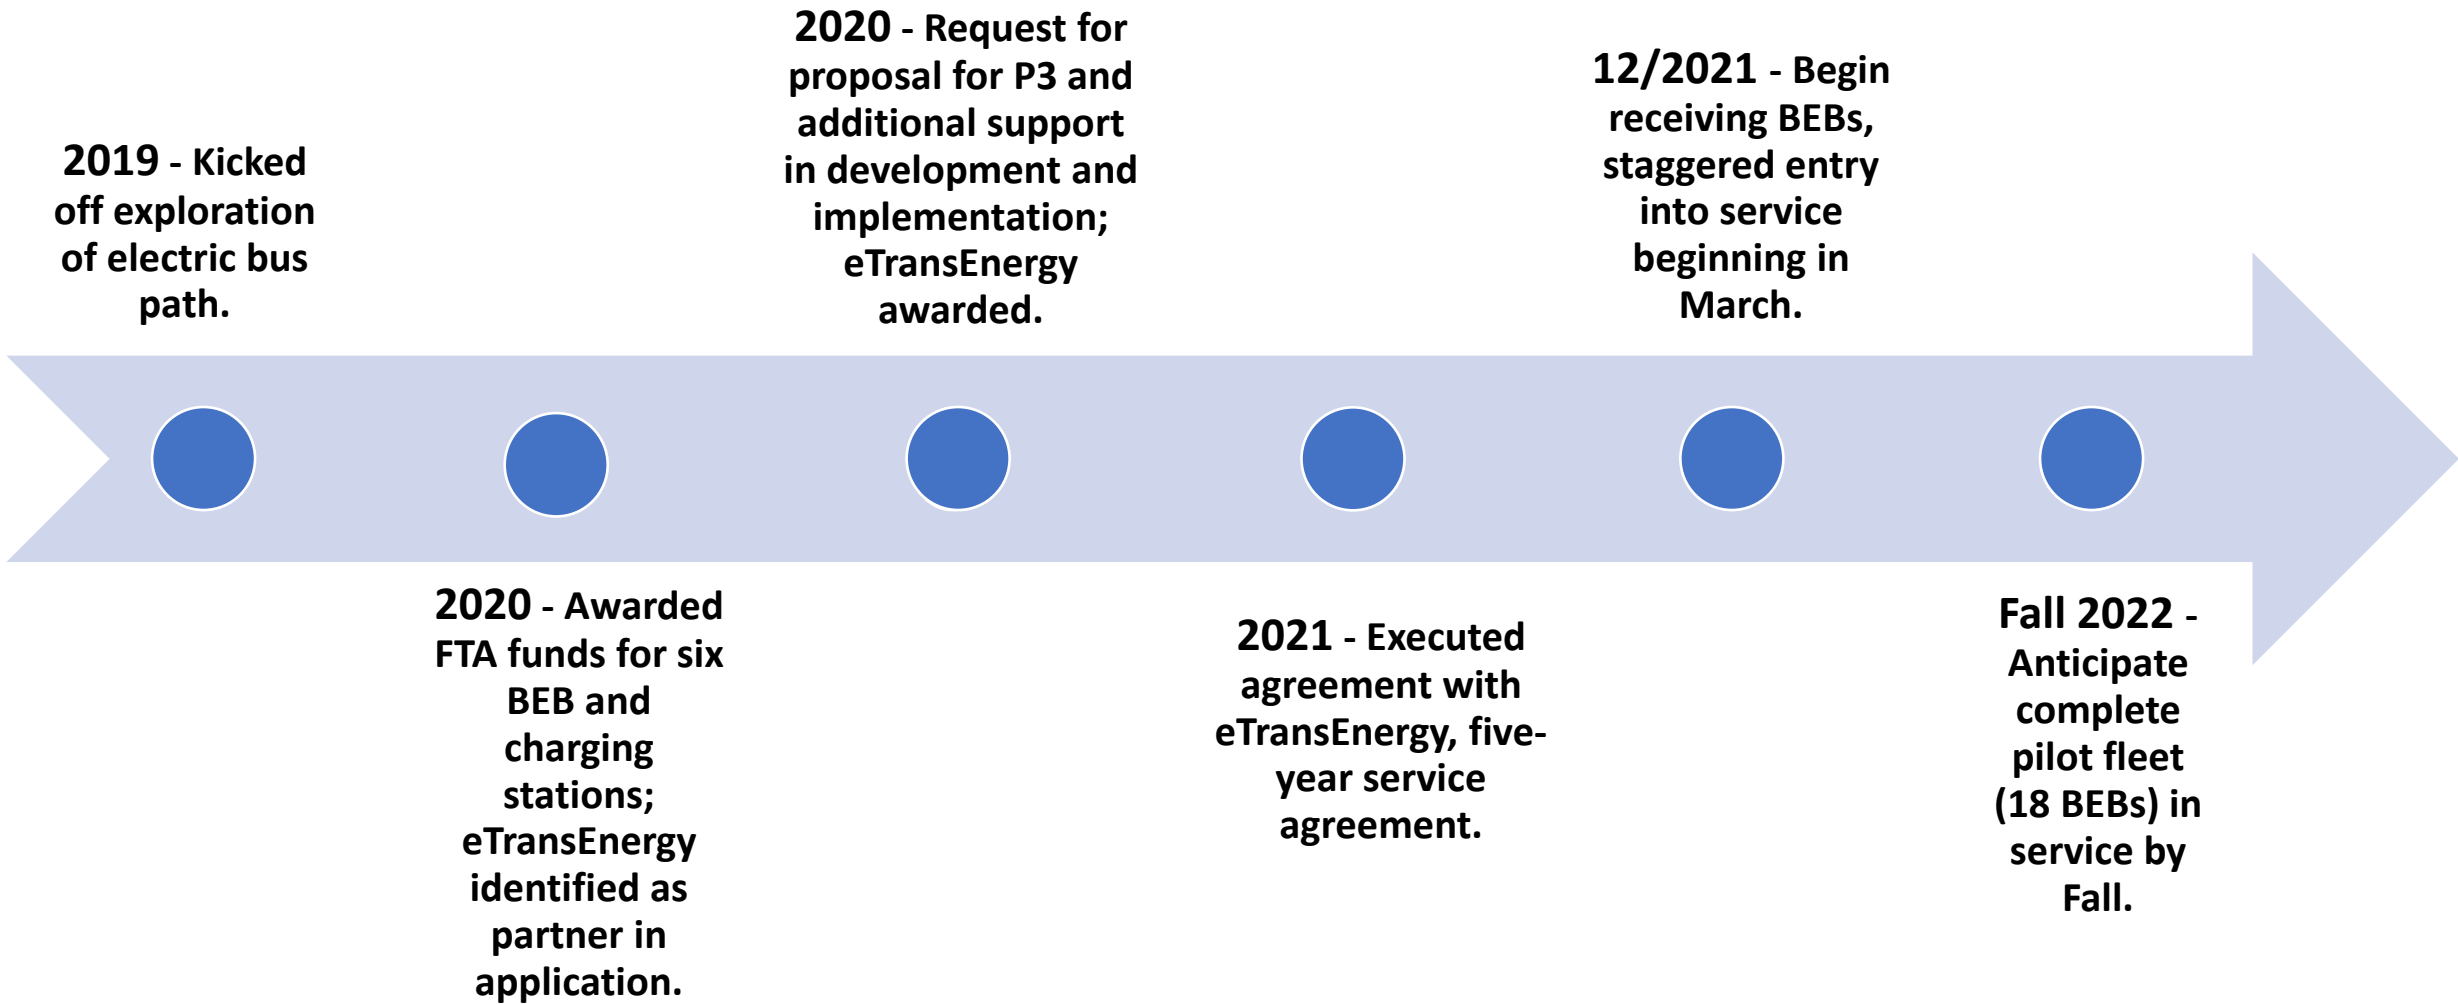 2019 - Kicked
off exploration
of electric bus
path.
2020 - Awarded
FTA funds for six
BEB and
charging
stations;
eTransEnergy
identified as
partner in
application.
2020 - Request for
proposal for P3 and
additional support
in development and
implementation;
eTransEnergy
awarded.
2021 - Executed
agreement with
eTransEnergy, five-
year service
agreement.
12/2021 - Begin
receiving BEBs,
staggered entry
into service
beginning in
March.
Fall 2022 -
Anticipate
complete
pilot fleet
(18 BEBs) in
service by
Fall.